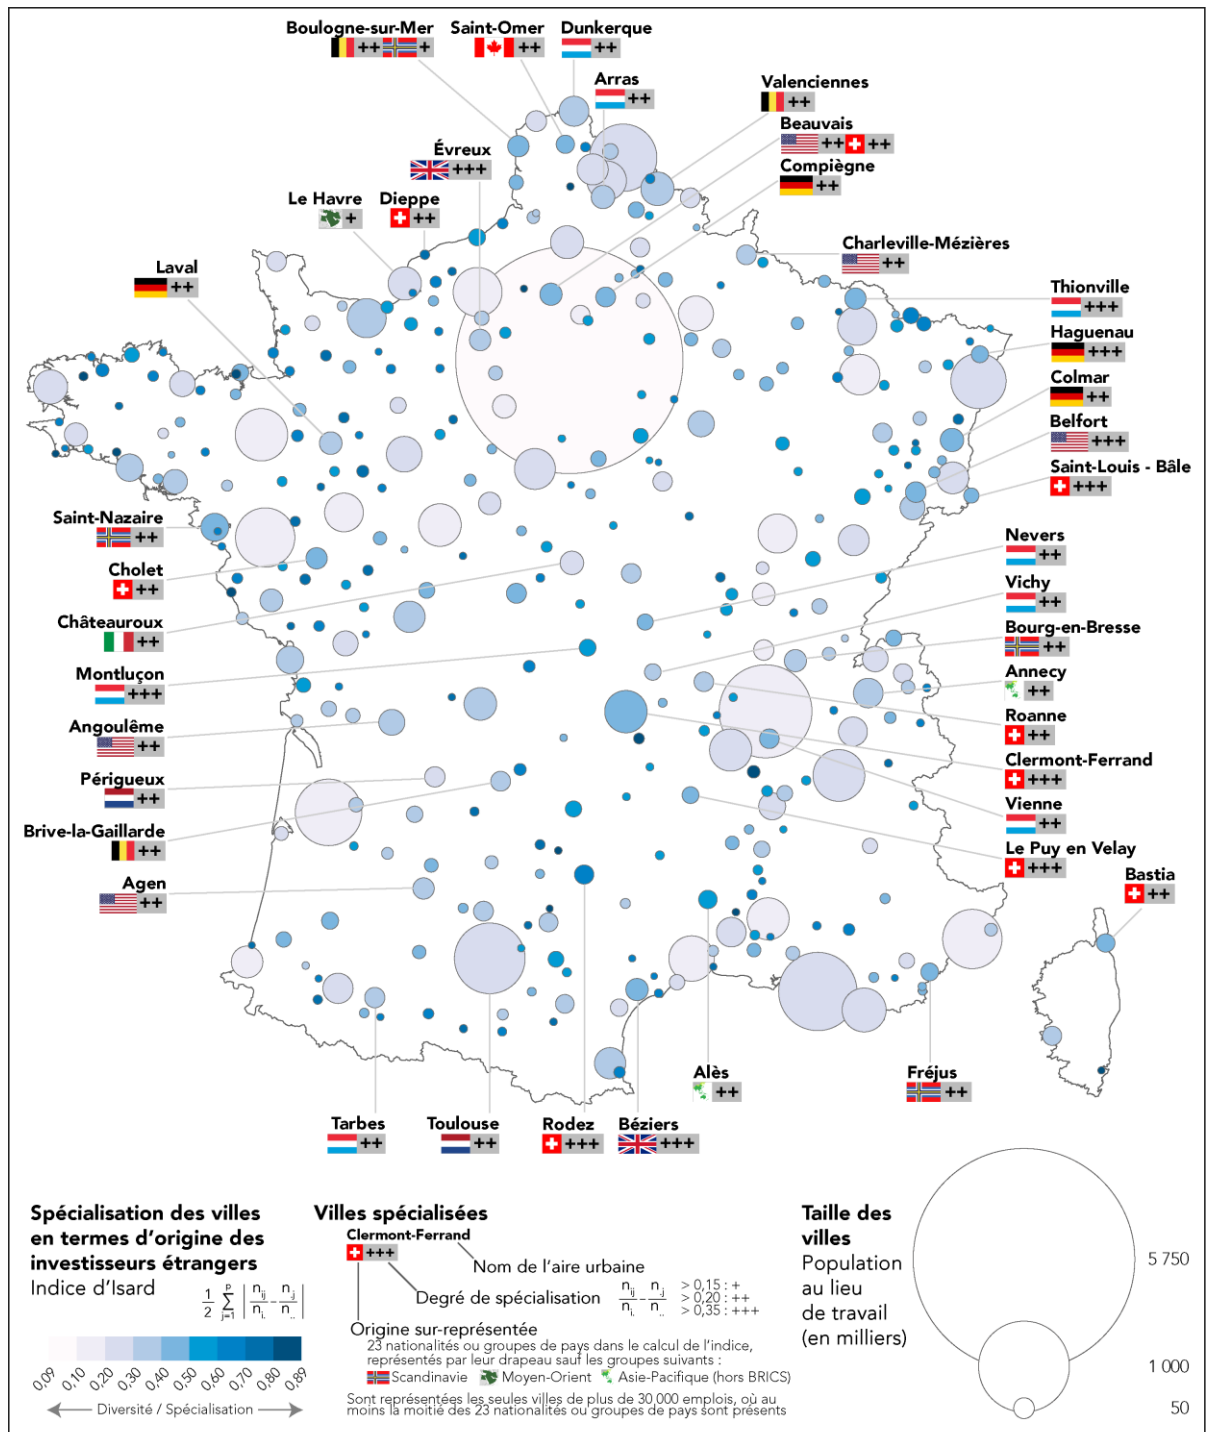 Boulogne-sur-Mer
++ +
Saint-Omer
++
Dunkerque
++
Arras
++
Valenciennes
++
Beauvais
++ ++
Compiègne
++
Évreux
+++
Le Havre
+
Dieppe
++
Laval
++
Charleville-Mézières
++
Thionville
+++
Haguenau
+++
Colmar
++
Belfort
+++
Saint-Louis - Bâle
+++
Saint-Nazaire
++
Cholet
++
Châteauroux
++
Montluçon
+++
Angoulême
++
Périgueux
++
Brive-la-Gaillarde
++
Agen
++
Nevers
++
Vichy
++
Bourg-en-Bresse
++
Annecy
++
Roanne
++
Clermont-Ferrand
+++
Vienne
++
Le Puy en Velay
+++
Bastia
++
Alès
++
Fréjus
++
Tarbes
++
Toulouse
++
Rodez
+++
Béziers
+++
Spécialisation des villes
en termes d'origine des
investisseurs étrangers
Indice d'Isard
1/2 Σ p j=1 | nij/ni. - n.j/n.. |
0,09 0,10 0,20 0,30 0,40 0,50 0,60 0,70 0,80 0,89
Diversité / Spécialisation
Villes spécialisées
Clermont-Ferrand
+++
Nom de l'aire urbaine
Degré de spécialisation
nij/ni. - n.j/n..
> 0,15 : +
> 0,20 : ++
> 0,35 : +++
Origine sur-représentée
23 nationalités ou groupes de pays dans le calcul de l'indice,
représentés par leur drapeau sauf les groupes suivants :
Scandinavie Moyen-Orient Asie-Pacifique (hors BRICS)
Sont représentées les seules villes de plus de 30 000 emplois, où au
moins la moitié des 23 nationalités ou groupes de pays sont présents
Taille des
villes
Population
au lieu
de travail
(en milliers)
5 750
1 000
50